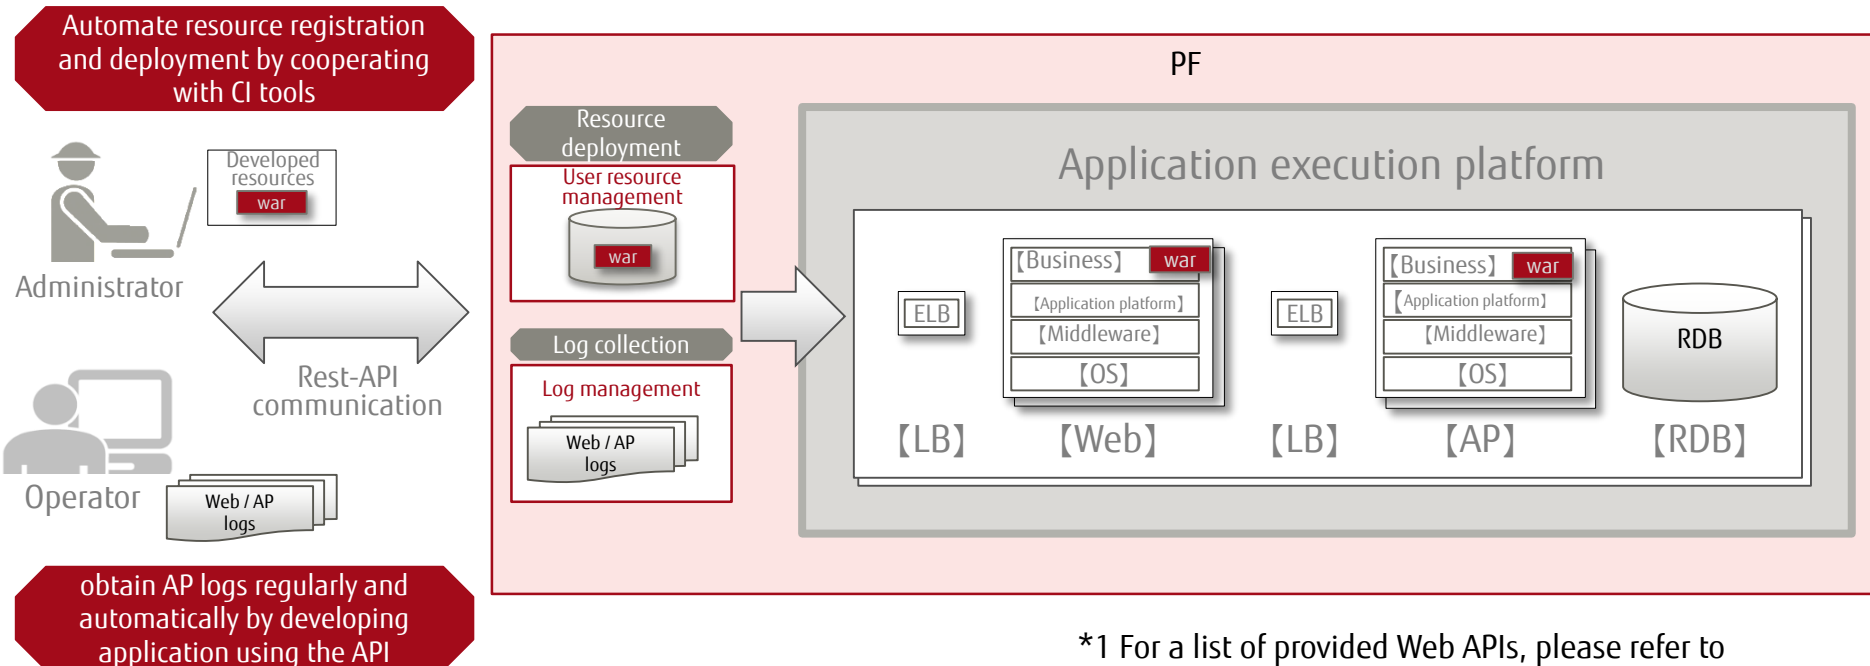 Automate resource registration
and deployment by cooperating
with CI tools
Developed
resources
war
Administrator
Rest-API
communication
Operator
Web / AP
logs
obtain AP logs regularly and
automatically by developing
application using the API
PF
Resource
deployment
User resource
management
war
Log collection
Log management
Web / AP
logs
Application execution platform
ELB
【LB】
【Business】 war
【Application platform】
【Middleware】
【OS】
【Web】
ELB
【LB】
【Business】 war
【Application platform】
【Middleware】
【OS】
【AP】
RDB
【RDB】
*1 For a list of provided Web APIs, please refer to